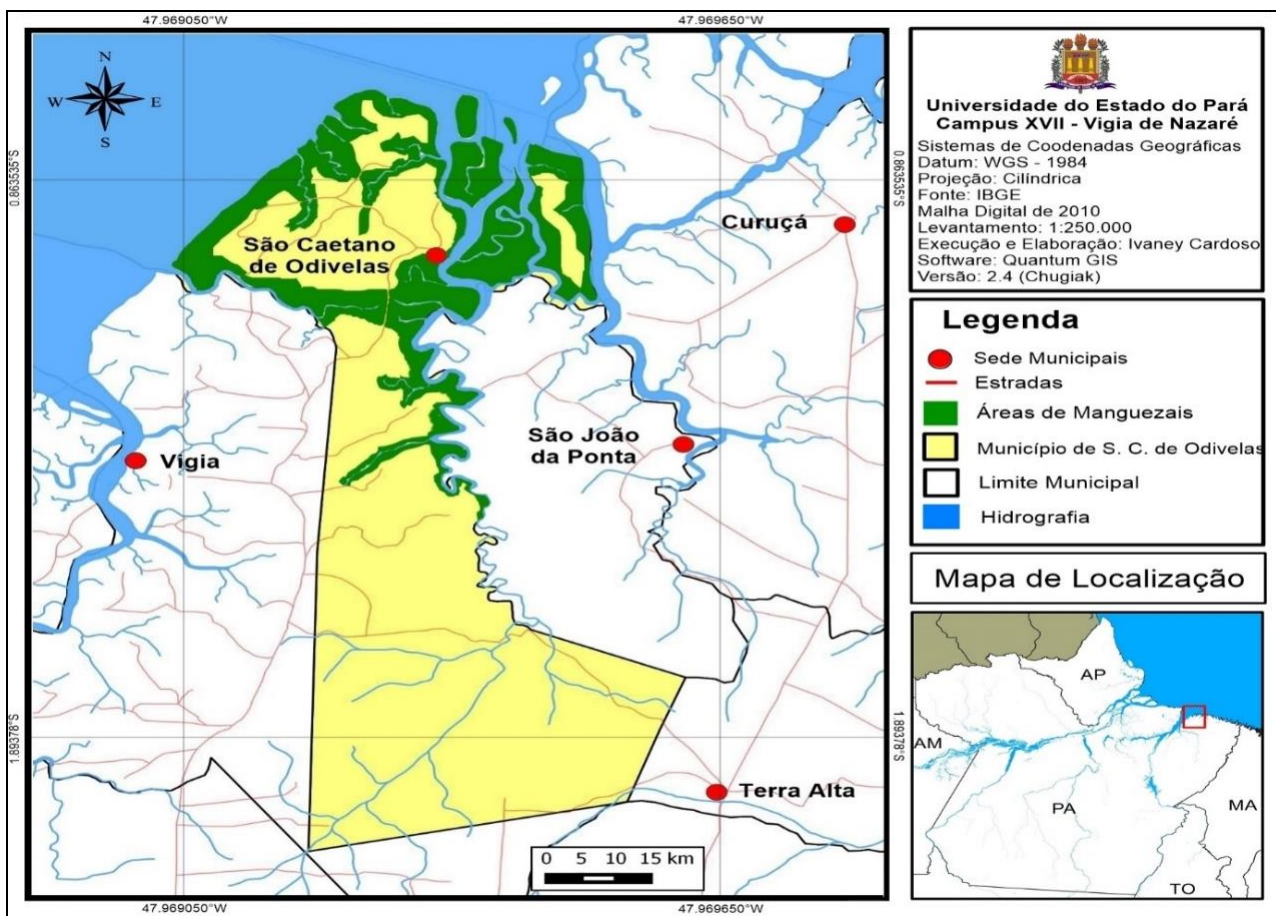 47.969050°W
47.969650°W
N
W
E
S
0.863535°S
0.863535°S
São Caetano
de Odivelas
Curuçá
Vigia
São João
da Ponta
1.89378°S
1.89378°S
Terra Alta
0 5 10 15 km
47.969050°W
47.969650°W
Universidade do Estado do Pará
Campus XVII - Vigia de Nazaré
Sistemas de Coodenadas Geográficas
Datum: WGS - 1984
Projeção: Cilíndrica
Fonte: IBGE
Malha Digital de 2010
Levantamento: 1:250.000
Execução e Elaboração: Ivaney Cardoso
Software: Quantum GIS
Versão: 2.4 (Chugiak)
Legenda
Sede Municipais
Estradas
Áreas de Manguezais
Município de S. C. de Odivelas
Limite Municipal
Hidrografia
Mapa de Localização
AP
AM
PA
MA
TO